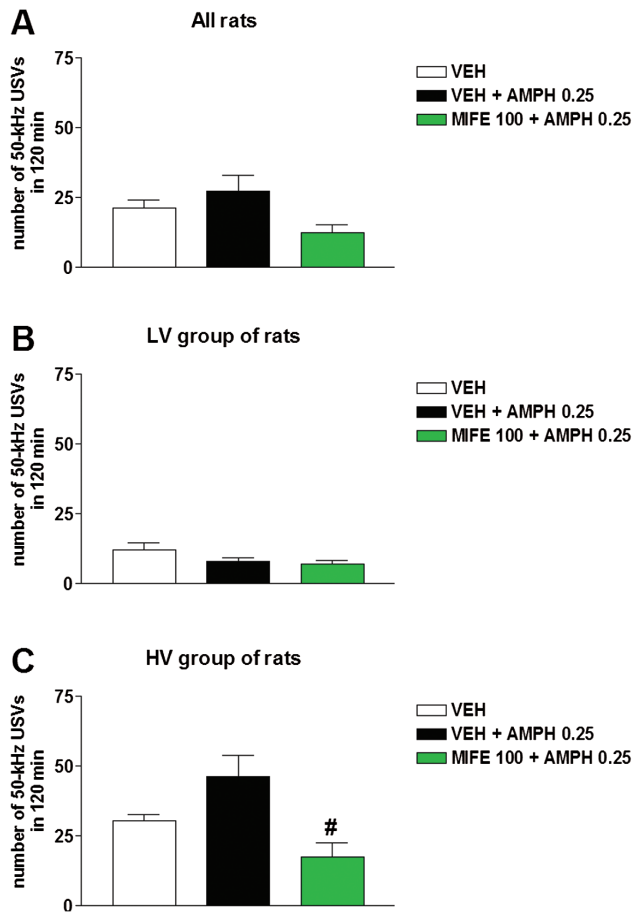 A
All rats
number of 50-kHz USVs
in 120 min
75
50
25
0
VEH
VEH + AMPH 0.25
MIFE 100 + AMPH 0.25
B
LV group of rats
number of 50-kHz USVs
in 120 min
75
50
25
0
VEH
VEH + AMPH 0.25
MIFE 100 + AMPH 0.25
C
HV group of rats
number of 50-kHz USVs
in 120 min
75
50
25
0
#
VEH
VEH + AMPH 0.25
MIFE 100 + AMPH 0.25